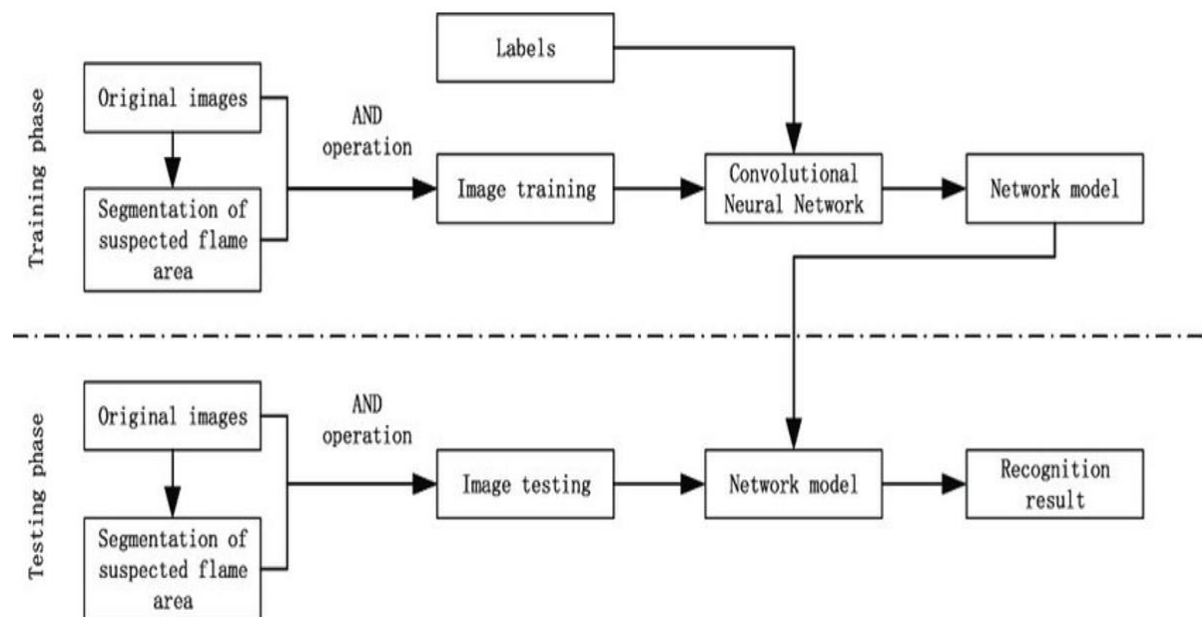 Training phase
Labels
Original images
AND
operation
Segmentation of
suspected flame
area
Image training
Convolutional
Neural Network
Network model
Testing phase
Original images
AND
operation
Segmentation of
suspected flame
area
Image testing
Network model
Recognition
result